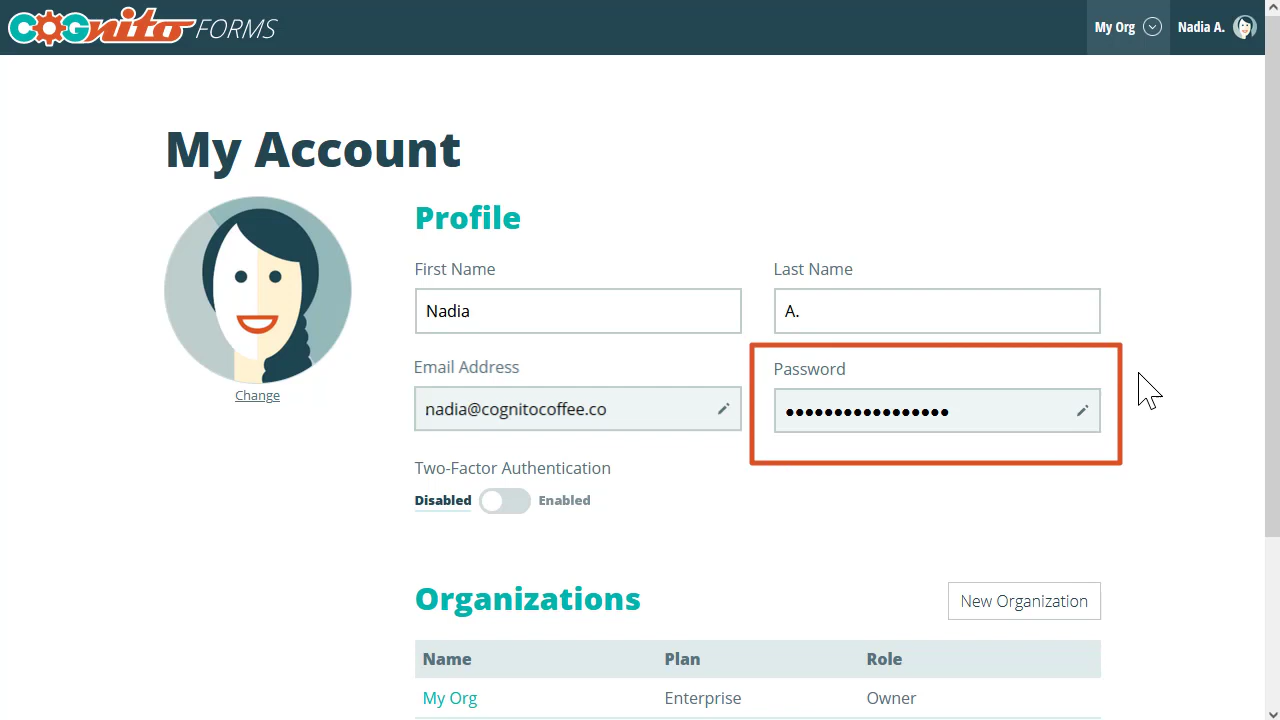 COGnito FORMS
My Org
Nadia A.
My Account
Change
Profile
First Name
Last Name
Nadia
A.
Email Address
Password
nadia@cognitocoffee.co
•••••••••••••••••
Two-Factor Authentication
Disabled
Enabled
Organizations
New Organization
Name Plan Role
My Org Enterprise Owner